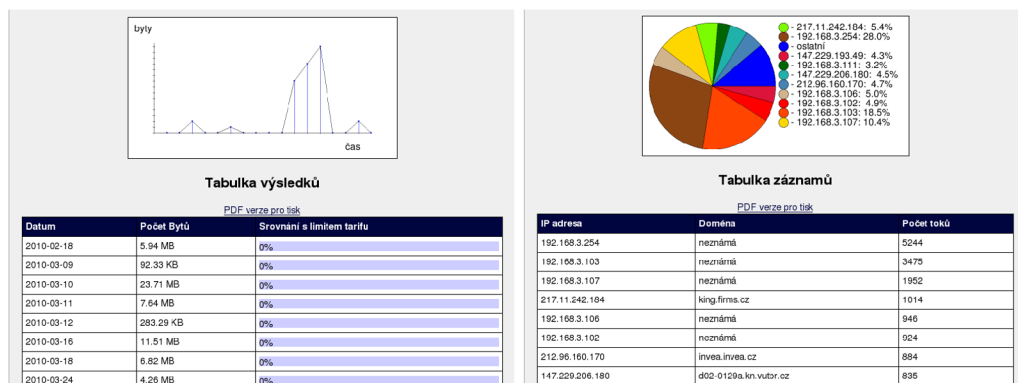 byty
čas
Tabulka výsledků
PDF verze pro tisk
Datum Počet Bytů Srovnání s limitem tarifu
2010-02-18 5.94 MB 0%
2010-03-09 92.33 KB 0%
2010-03-10 23.71 MB 0%
2010-03-11 7.64 MB 0%
2010-03-12 283.29 KB 0%
2010-03-16 11.51 MB 0%
2010-03-18 6.82 MB 0%
2010-03-24 4.26 MB 0%
- 217.11.242.184: 5.4%
- 192.168.3.254: 28.0%
- ostatní
- 147.229.193.49: 4.3%
- 192.168.3.111: 3.2%
- 147.229.206.180: 4.5%
- 212.96.160.170: 4.7%
- 192.168.3.106: 5.0%
- 192.168.3.102: 4.9%
- 192.168.3.103: 18.5%
- 192.168.3.107: 10.4%
Tabulka záznamů
PDF verze pro tisk
IP adresa Doména Počet toků
192.168.3.254 neznámá 5244
192.168.3.103 neznámá 3475
192.168.3.107 neznámá 1952
217.11.242.184 king.firms.cz 1014
192.168.3.106 neznámá 946
192.168.3.102 neznámá 924
212.96.160.170 invea.invea.cz 884
147.229.206.180 d02-0129a.kn.vutbr.cz 835